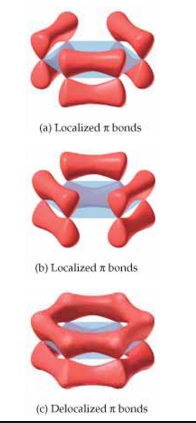 (a) Localized π bonds
(b) Localized π bonds
(c) Delocalized π bonds